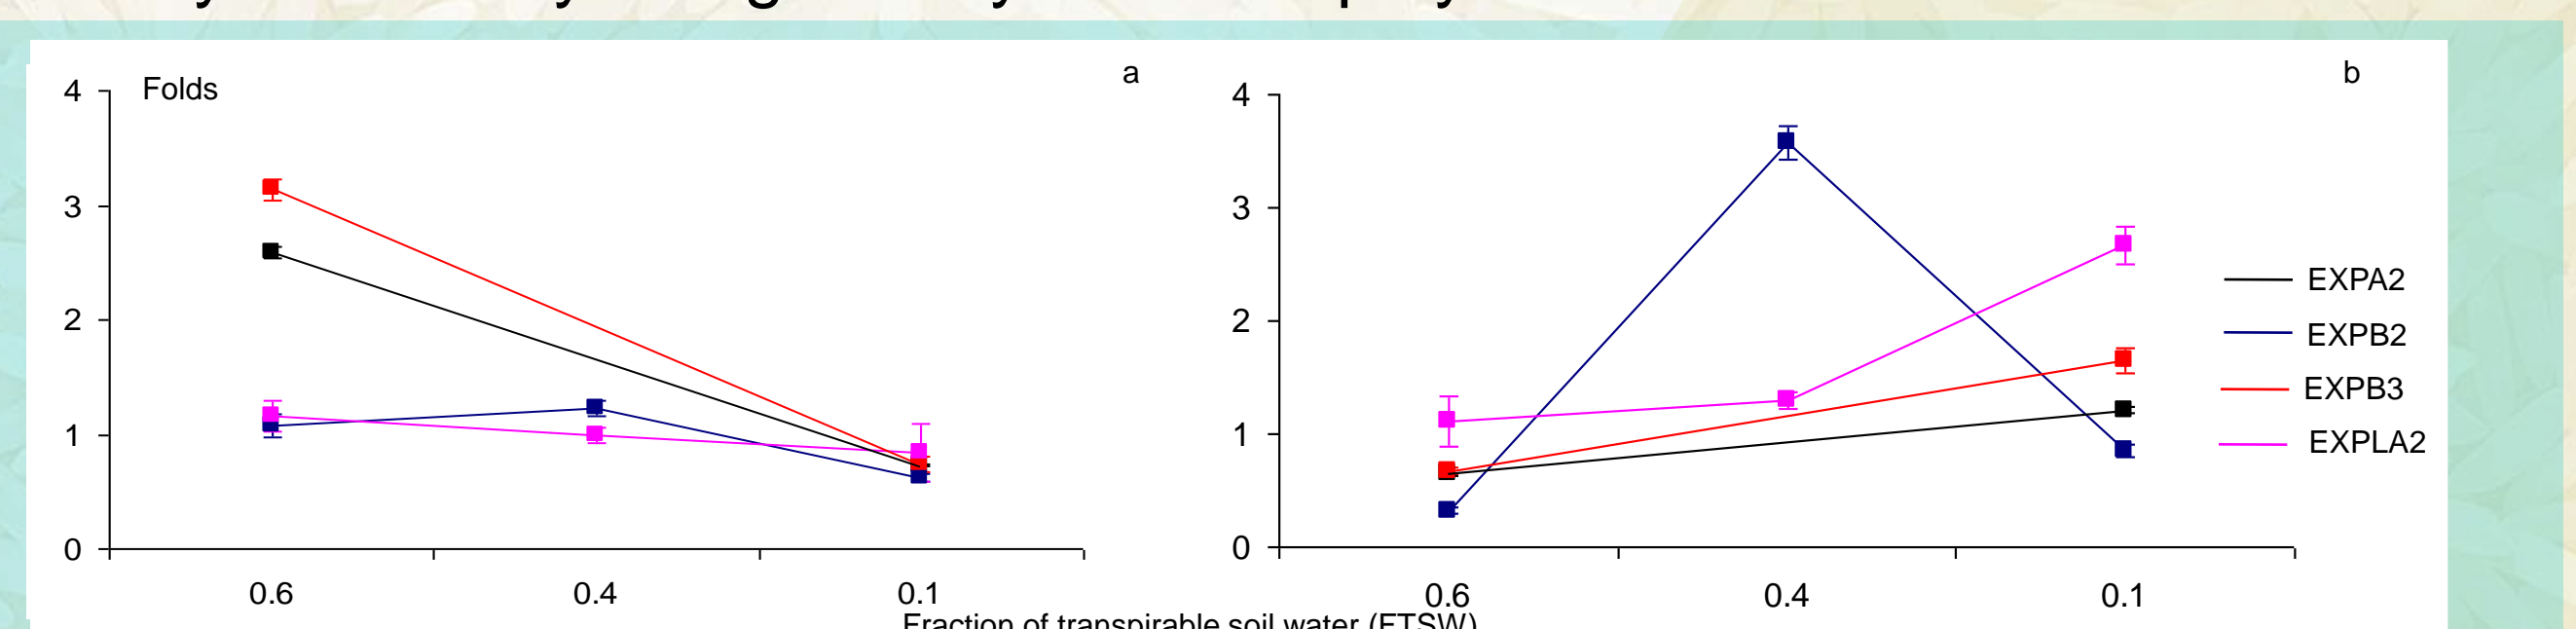 Folds
a
4
3
2
1
0
0.6 0.4 0.1
b
4
3
2
1
0
0.6 0.4 0.1
EXPA2
EXPB2
EXPB3
EXPLA2
Fraction of transpirable soil water (FTSW)